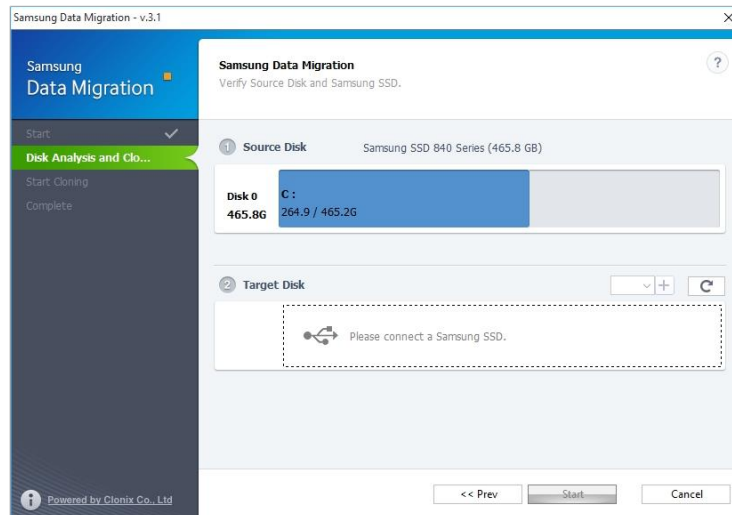 Samsung Data Migration - v.3.1
Samsung
Data Migration
Start
Disk Analysis and Clo...
Start Cloning
Complete
Powered by Clonix Co., Ltd
Samsung Data Migration
?
Verify Source Disk and Samsung SSD.
1 Source Disk Samsung SSD 840 Series (465.8 GB)
Disk 0
465.8G
C :
264.9 / 465.2G
2 Target Disk
Please connect a Samsung SSD.
<< Prev Start Cancel